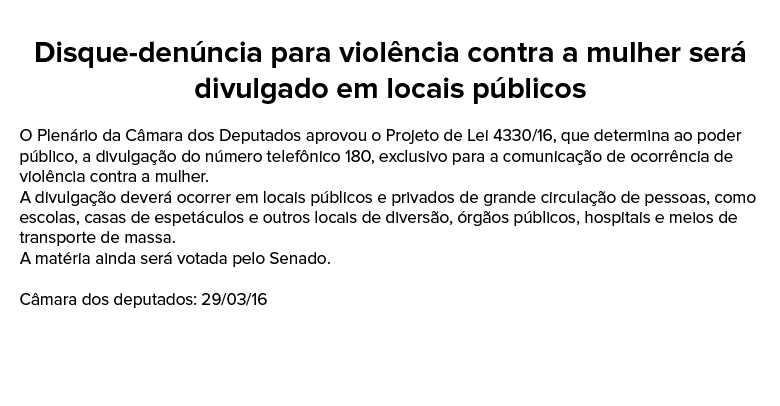 Disque-denúncia para violência contra a mulher será
divulgado em locais públicos
O Plenário da Câmara dos Deputados aprovou o Projeto de Lei 4330/16, que determina ao poder
público, a divulgação do número telefônico 180, exclusivo para a comunicação de ocorrência de
violência contra a mulher.
A divulgação deverá ocorrer em locais públicos e privados de grande circulação de pessoas, como
escolas, casas de espetáculos e outros locais de diversão, órgãos públicos, hospitais e meios de
transporte de massa.
A matéria ainda será votada pelo Senado.
Câmara dos deputados: 29/03/16